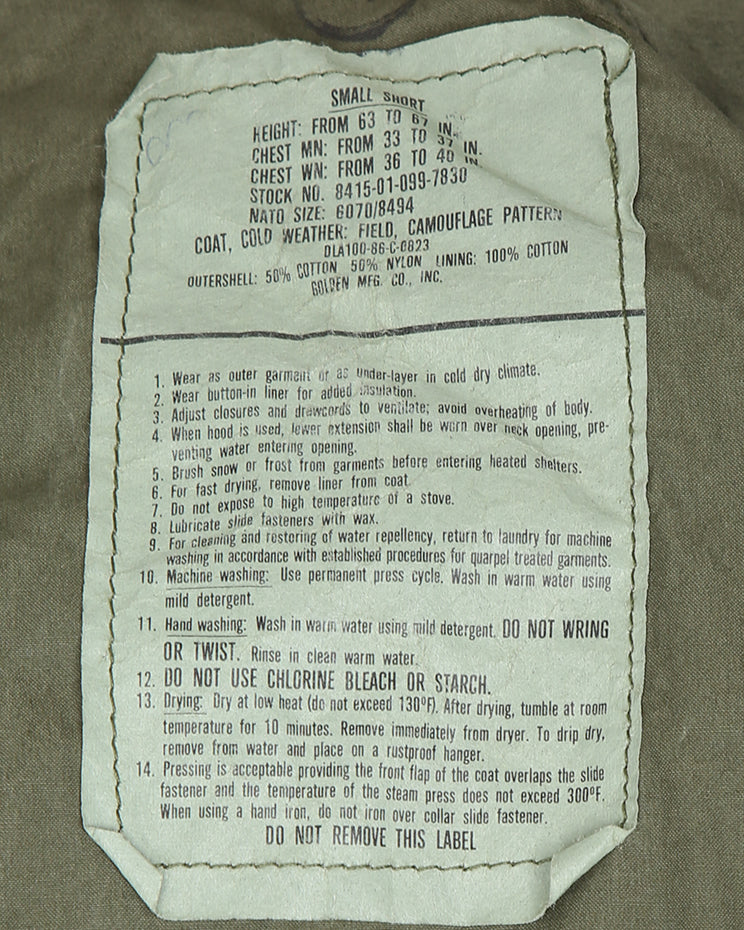 SMALL SHORT
HEIGHT: FROM 63 TO 67 IN.
CHEST MN: FROM 33 TO 37 IN.
CHEST WN: FROM 36 TO 40 IN
STOCK NO. 8415-01-099-7830
NATO SIZE: 6070/8494
COAT, COLD WEATHER: FIELD, CAMOUFLAGE PATTERN
DLA100-86-C-0823
OUTERSHELL: 50% COTTON 50% NYLON LINING: 100% COTTON
GOLDEN MFG. CO., INC.
1. Wear as outer garment or as under-layer in cold dry climate.
2. Wear button-in liner for added insulation.
3. Adjust closures and drawcords to ventilate; avoid overheating of body.
4. When hood is used, lower extension shall be worn over neck opening, pre-
venting water entering opening.
5. Brush snow or frost from garments before entering heated shelters.
6. For fast drying, remove liner from coat.
7. Do not expose to high temperature of a stove.
8. Lubricate slide fasteners with wax.
9. For cleaning and restoring of water repellency, return to laundry for machine
washing in accordance with established procedures for quarpel treated garments.
10. Machine washing: Use permanent press cycle. Wash in warm water using
mild detergent.
11. Hand washing: Wash in warm water using mild detergent. DO NOT WRING
OR TWIST. Rinse in clean warm water.
12. DO NOT USE CHLORINE BLEACH OR STARCH.
13. Drying: Dry at low heat (do not exceed 130°F). After drying, tumble at room
temperature for 10 minutes. Remove immediately from dryer. To drip dry,
remove from water and place on a rustproof hanger.
14. Pressing is acceptable providing the front flap of the coat overlaps the slide
fastener and the temperature of the steam press does not exceed 300°F.
When using a hand iron, do not iron over collar slide fastener.
DO NOT REMOVE THIS LABEL